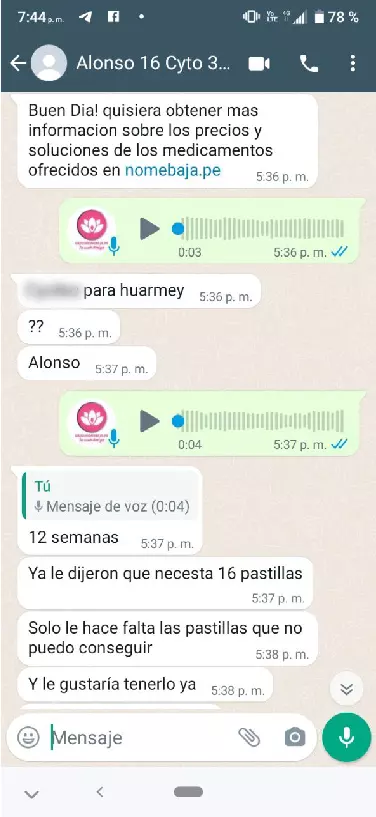 7:44 p. m. 78 %
Alonso 16 Cyto 3...
Buen Dia! quisiera obtener mas
informacion sobre los precios y
soluciones de los medicamentos
ofrecidos en nomebaja.pe
5:36 p. m.
0:03 5:36 p. m.
para huarmey 5:36 p. m.
?? 5:36 p. m.
Alonso 5:37 p. m.
0:04 5:37 p. m.
Tú
Mensaje de voz (0:04)
12 semanas 5:37 p. m.
Ya le dijeron que necesta 16 pastillas
5:37 p. m.
Solo le hace falta las pastillas que no
puedo conseguir 5:38 p. m.
Y le gustaría tenerlo ya 5:38 p. m.
Mensaje